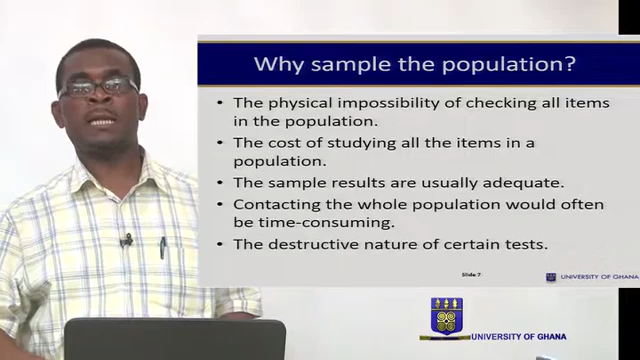 Why sample the population?
• The physical impossibility of checking all items
in the population.
• The cost of studying all the items in a
population.
• The sample results are usually adequate.
• Contacting the whole population would often
be time-consuming.
• The destructive nature of certain tests.
Slide 7
UNIVERSITY OF GHANA
UNIVERSITY OF GHANA